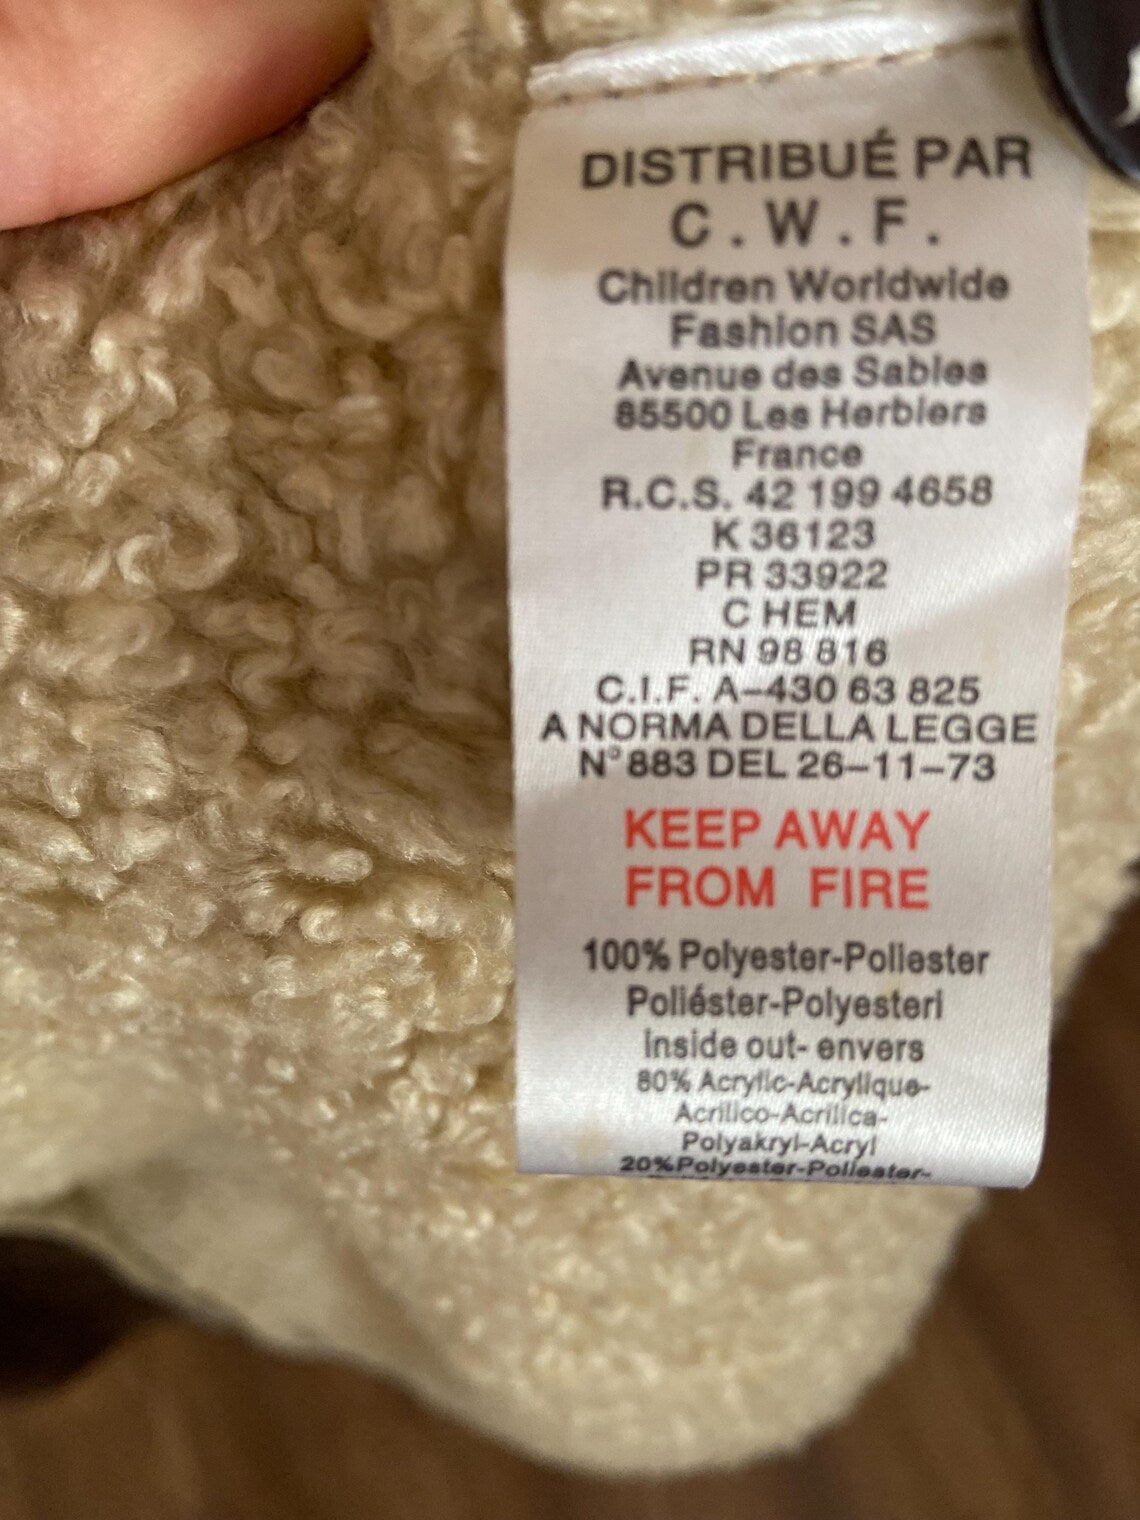 DISTRIBUÉ PAR
C . W . F .
Children Worldwide
Fashion SAS
Avenue des Sables
85500 Les Herbiers
France
R.C.S. 42 199 4658
K 36123
PR 33922
C HEM
RN 98 816
C.I.F. A-430 63 825
A NORMA DELLA LEGGE
N°883 DEL 26-11-73
KEEP AWAY
FROM FIRE
100% Polyester-Poliester
Poliéster-Polyesteri
inside out- envers
80% Acrylic-Acrylique-
Acrilico-Acrilica-
Polyakryl-Acryl
20%Polyester-Poliester-